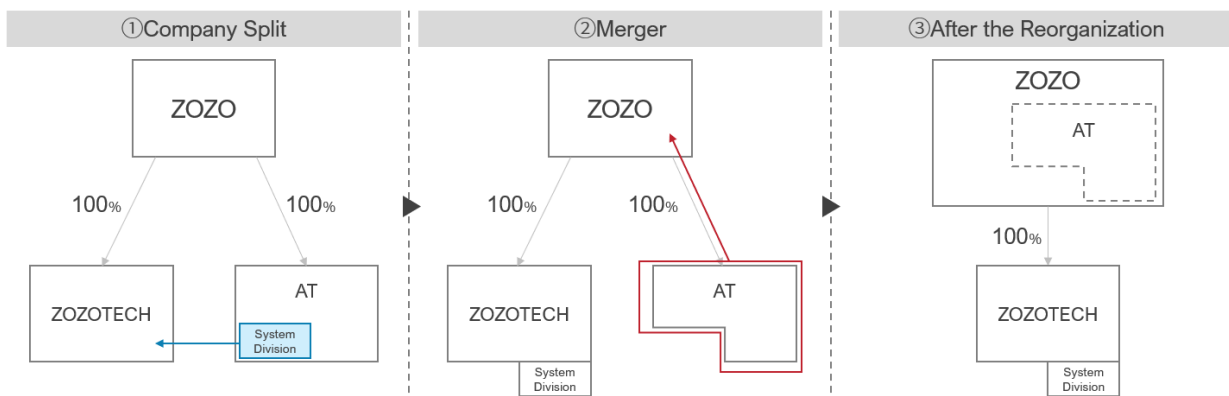 ①Company Split
②Merger
③After the Reorganization
ZOZO
100%
100%
ZOZOTECH
AT
System
Division
ZOZO
100%
ZOZOTECH
AT
System
Division
ZOZO
AT
100%
ZOZOTECH
System
Division